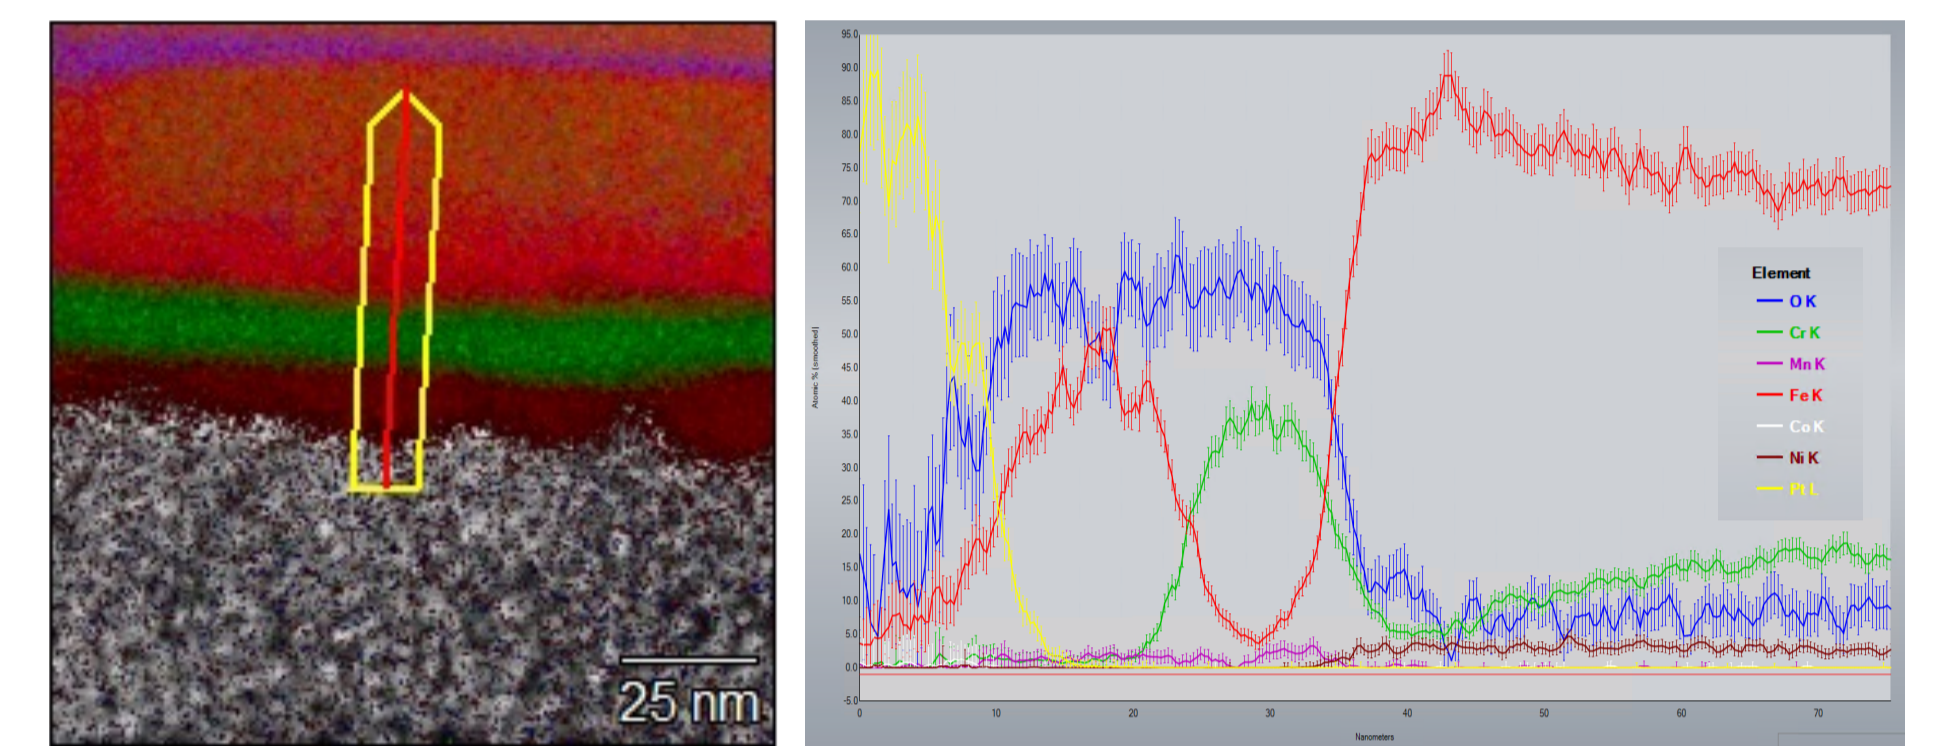 25 nm
95.0
90.0
85.0
80.0
75.0
70.0
65.0
60.0
55.0
50.0
45.0
40.0
35.0
30.0
25.0
20.0
15.0
10.0
5.0
0.0
-5.0
Atomic % (smoothed)
0 10 20 30 40 50 60 70
Nanometers
Element
O K
Cr K
Mn K
Fe K
Co K
Ni K
Pt L